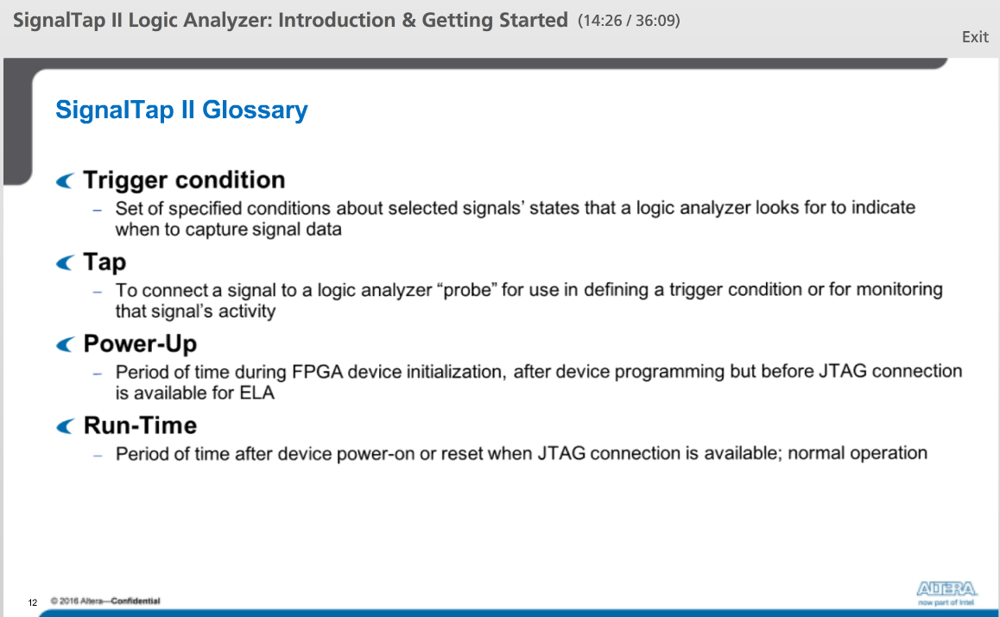 SignalTap II Logic Analyzer: Introduction & Getting Started (14:26 / 36:09)
Exit
SignalTap II Glossary
Trigger condition
– Set of specified conditions about selected signals’ states that a logic analyzer looks for to indicate
when to capture signal data
Tap
– To connect a signal to a logic analyzer “probe” for use in defining a trigger condition or for monitoring
that signal’s activity
Power-Up
– Period of time during FPGA device initialization, after device programming but before JTAG connection
is available for ELA
Run-Time
– Period of time after device power-on or reset when JTAG connection is available; normal operation
12 © 2016 Altera—Confidential
ALTERA
now part of Intel